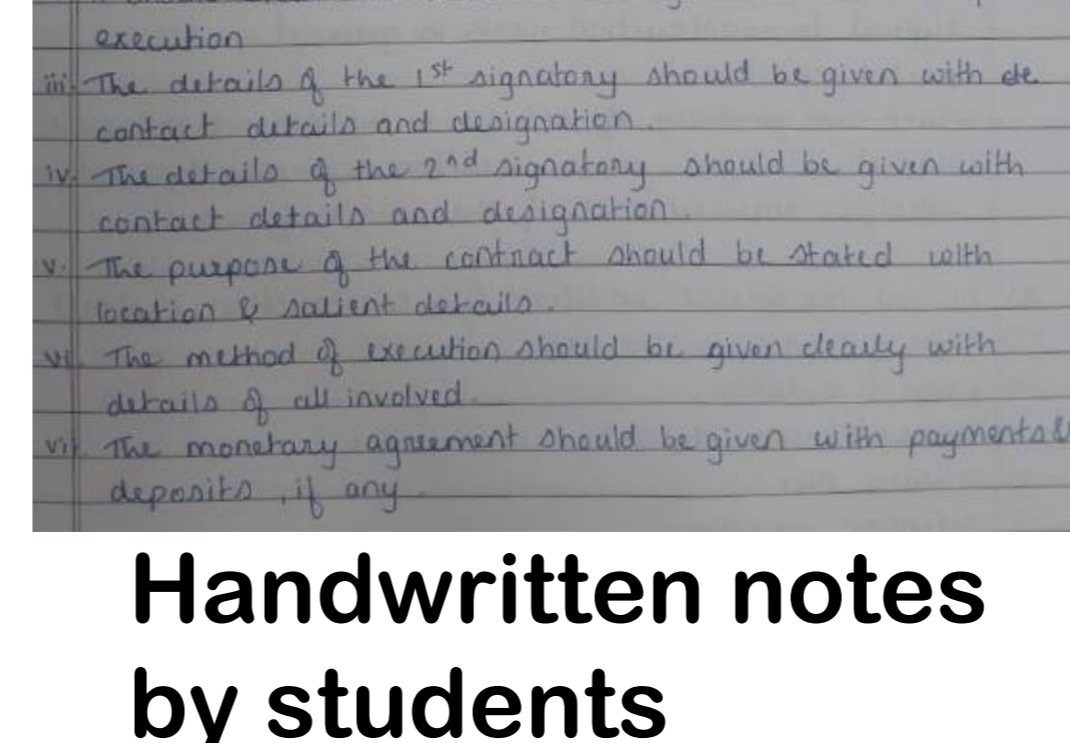 execution
iii. The details of the 1st signatory should be given with de
contact details and designation.
iv. The details of the 2nd signatory should be given with
contact details and designation.
v. The purpose of the contract should be stated with
location & salient details.
vi. The method of execution should be given clearly with
details of all involved.
vii. The monetary agreement should be given with payments &
deposits, if any.
Handwritten notes
by students